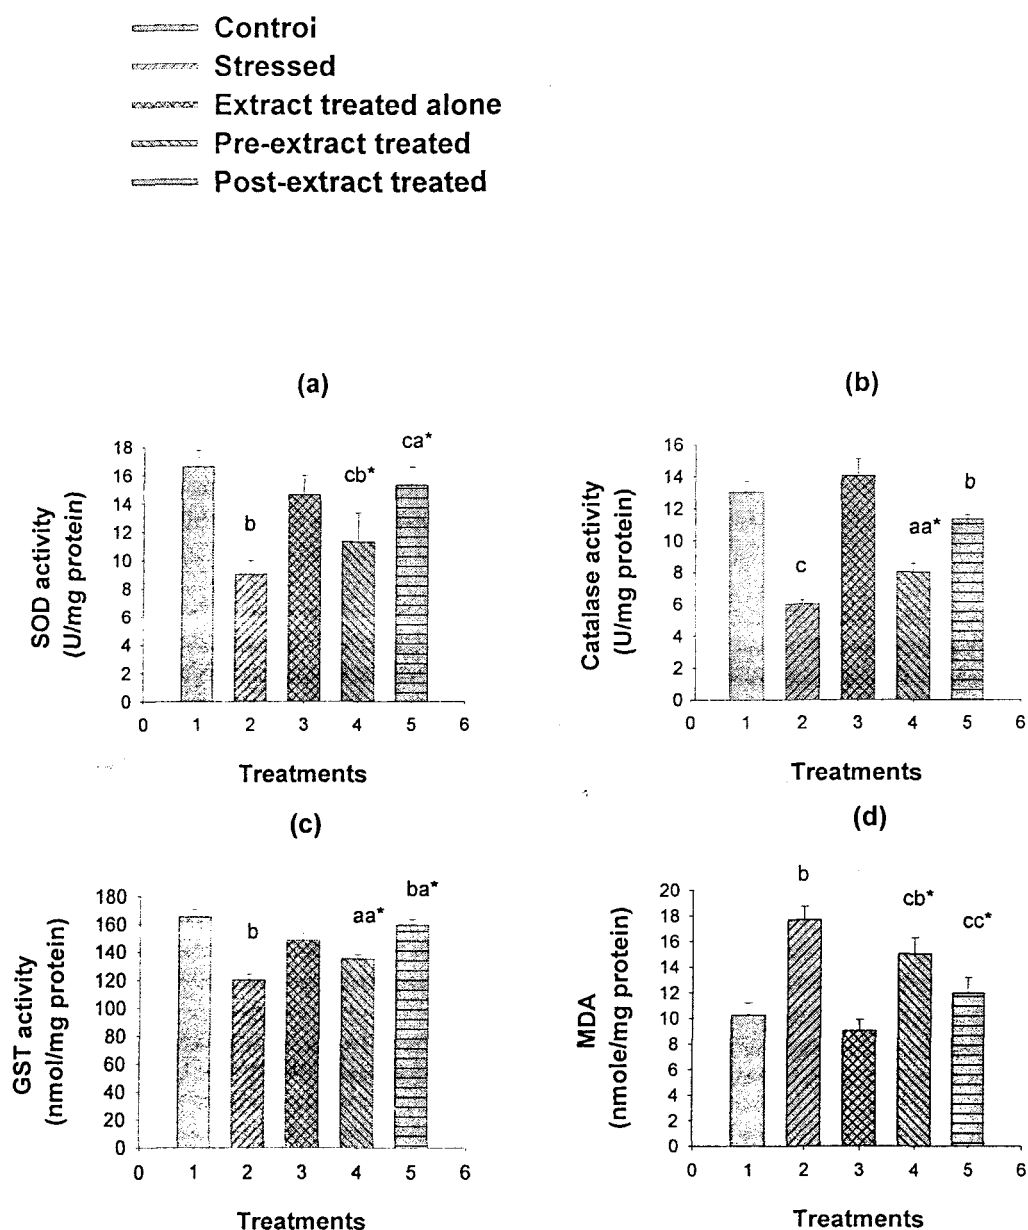 Controi
Stressed
Extract treated alone
Pre-extract treated
Post-extract treated
(a)
SOD activity
(U/mg protein)
18
16
14
12
10
8
6
4
2
0
b
cb*
ca*
0 1 2 3 4 5 6
Treatments
(b)
Catalase activity
(U/mg protein)
16
14
12
10
8
6
4
2
0
c
aa*
b
0 1 2 3 4 5 6
Treatments
(c)
GST activity
(nmol/mg protein)
180
160
140
120
100
80
60
40
20
0
b
aa*
ba*
0 1 2 3 4 5 6
Treatments
(d)
MDA
(nmole/mg protein)
20
18
16
14
12
10
8
6
4
2
0
b
cb*
cc*
0 1 2 3 4 5 6
Treatments